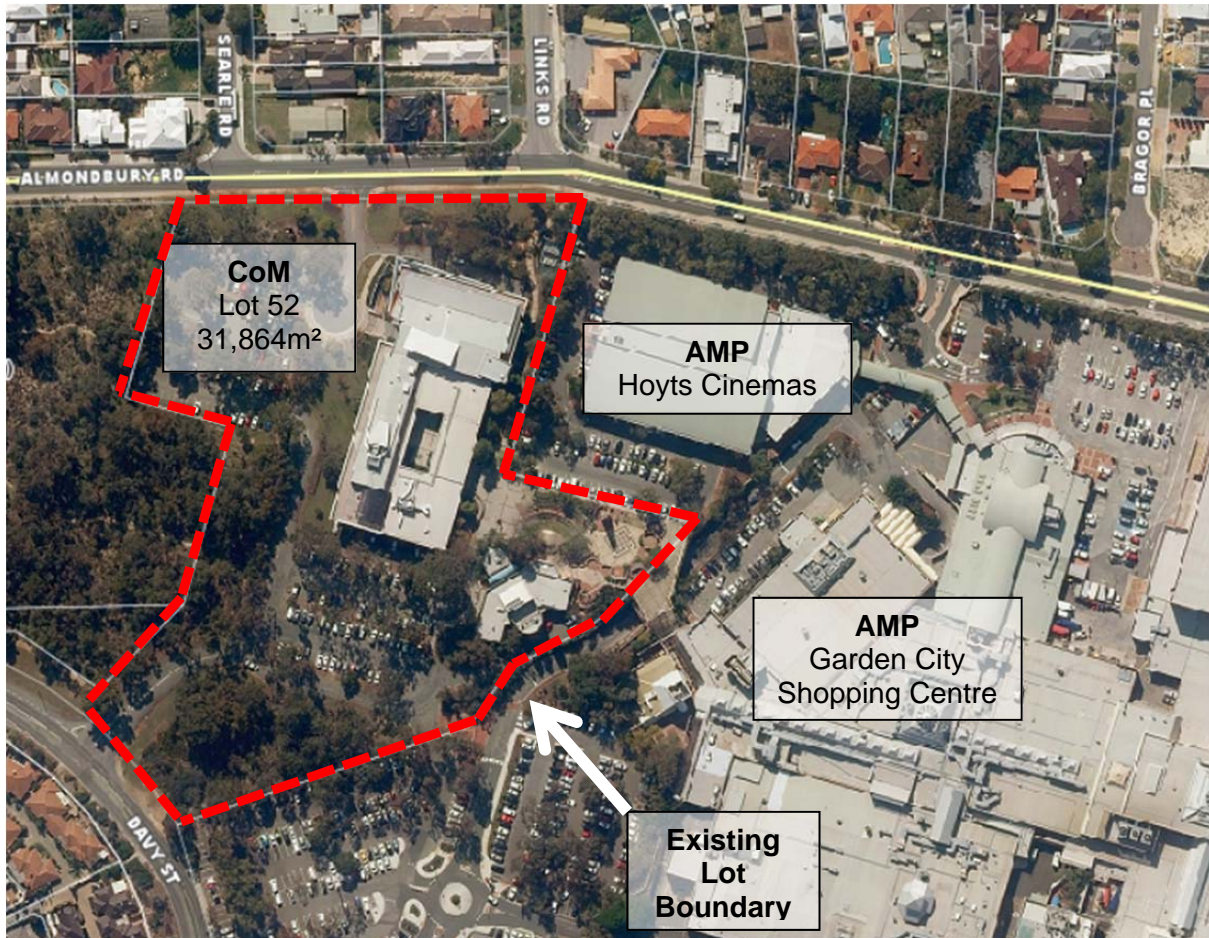 SEARLE RD
LINKS RD
BRAGOR PL
ALMONDBURY RD
CoM
Lot 52
31,864m²
AMP
Hoyts Cinemas
AMP
Garden City
Shopping Centre
DAVY ST
Existing
Lot
Boundary